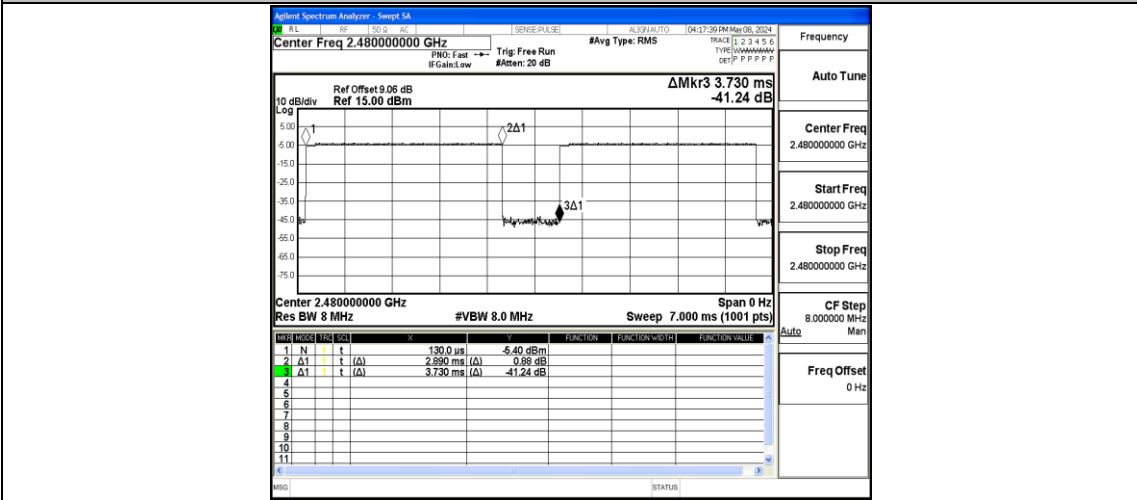 Agilent Spectrum Analyzer - Swept SA
RL RF 50 Ω AC SENSE:PULSE ALIGN AUTO 04:17:39 PM May 08, 2024
Center Freq 2.480000000 GHz #Avg Type: RMS TRACE 1 2 3 4 5 6
PNO: Fast Trig: Free Run TYPE WWWWWW
IFGain:Low #Atten: 20 dB DET P P P P P P
Frequency
Auto Tune
Center Freq
2.480000000 GHz
Start Freq
2.480000000 GHz
Stop Freq
2.480000000 GHz
CF Step
8.000000 MHz
Auto Man
Freq Offset
0 Hz
ΔMkr3 3.730 ms
-41.24 dB
Ref Offset 9.06 dB
10 dB/div Ref 15.00 dBm
Log
5.00
-5.00
-15.0
-25.0
-35.0
-45.0
-55.0
-65.0
-75.0
1
2Δ1
3Δ1
Center 2.480000000 GHz Span 0 Hz
Res BW 8 MHz #VBW 8.0 MHz Sweep 7.000 ms (1001 pts)
MKR MODE TRC SCL X Y FUNCTION FUNCTION WIDTH FUNCTION VALUE
1 N 1 t 130.0 us -5.40 dBm
2 Δ1 1 t (Δ) 2.890 ms (Δ) 0.88 dB
3 Δ1 1 t (Δ) 3.730 ms (Δ) -41.24 dB
4
5
6
7
8
9
10
11
MSG STATUS